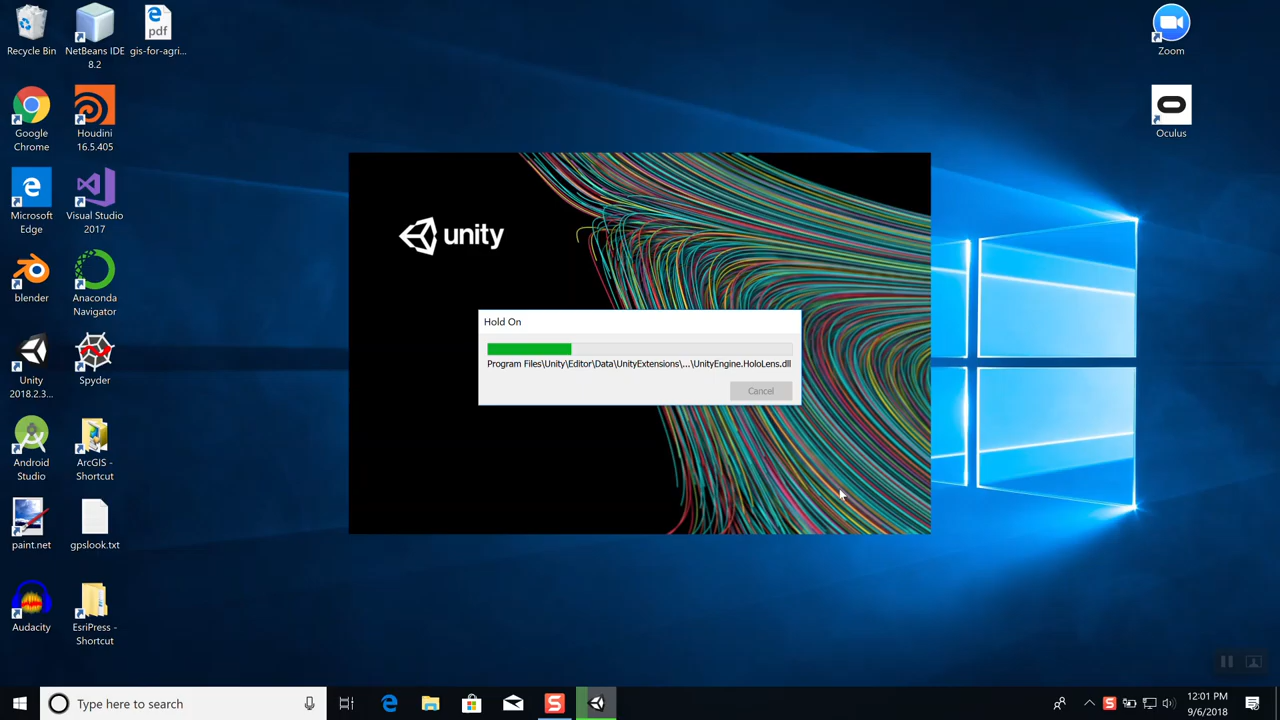 Recycle Bin
NetBeans IDE
8.2
pdf
gis-for-agri...
Zoom
Google
Chrome
Houdini
16.5.405
Oculus
Microsoft
Edge
Visual Studio
2017
unity
blender
Anaconda
Navigator
Hold On
Program Files\Unity\Editor\Data\UnityExtensions\...\UnityEngine.HoloLens.dll
Cancel
Unity
2018.2.3...
Spyder
Android
Studio
ArcGIS -
Shortcut
paint.net
gpslook.txt
Audacity
EsriPress -
Shortcut
Type here to search
S
S
12:01 PM
9/6/2018